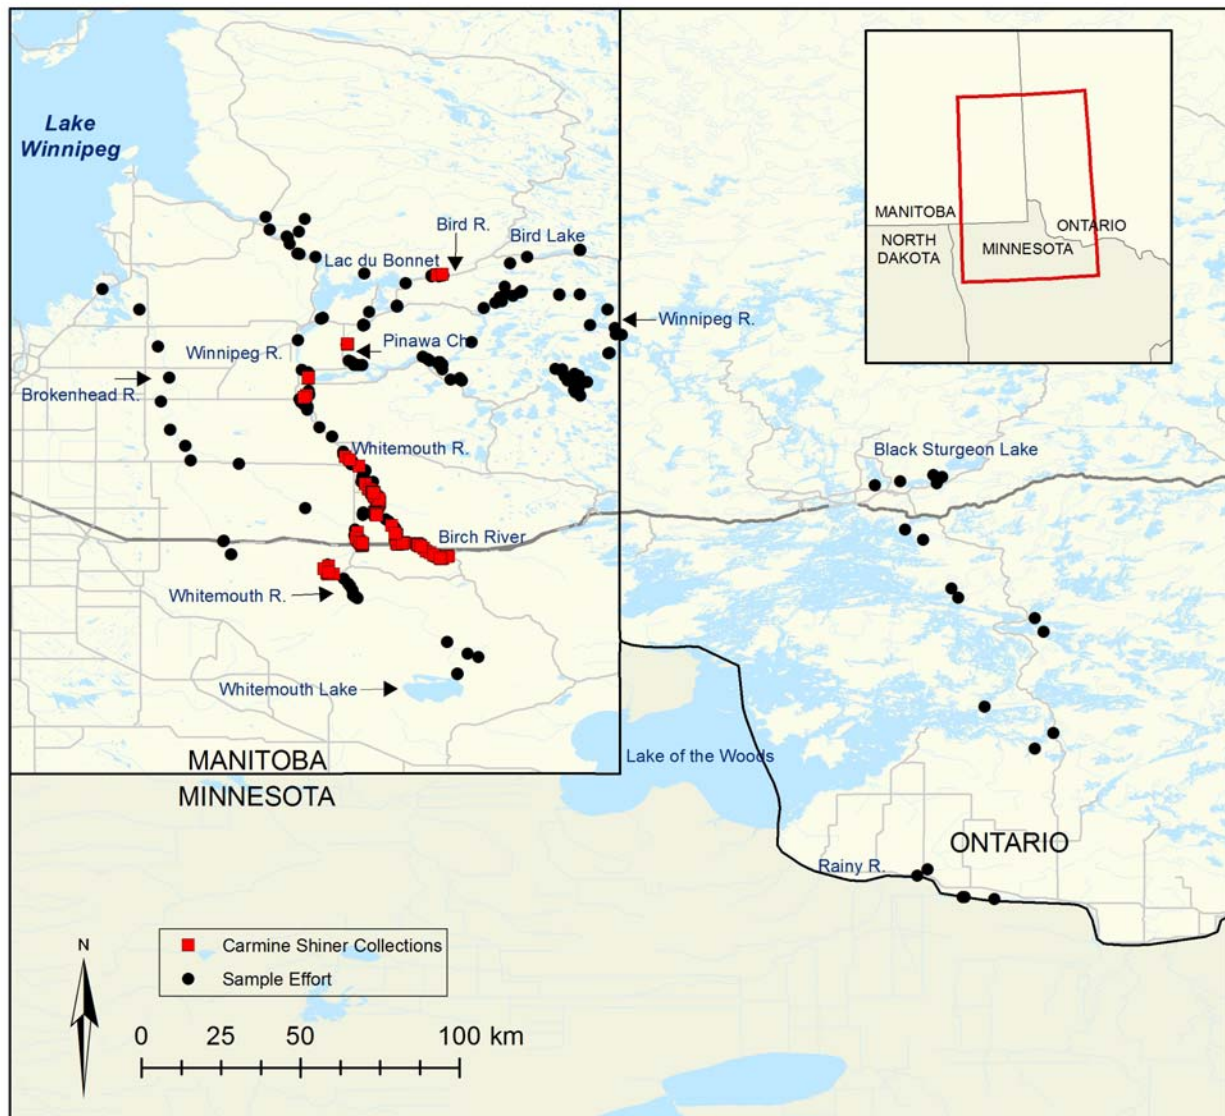 Lake
Winnipeg
MANITOBA
ONTARIO
NORTH
DAKOTA
MINNESOTA
Bird R.
Bird Lake
Lac du Bonnet
Winnipeg R.
Pinawa Ch.
Winnipeg R.
Brokenhead R.
Whitemouth R.
Black Sturgeon Lake
Birch River
Whitemouth R.
Whitemouth Lake
Lake of the Woods
MANITOBA
MINNESOTA
ONTARIO
Rainy R.
N
Carmine Shiner Collections
Sample Effort
0 25 50 100 km